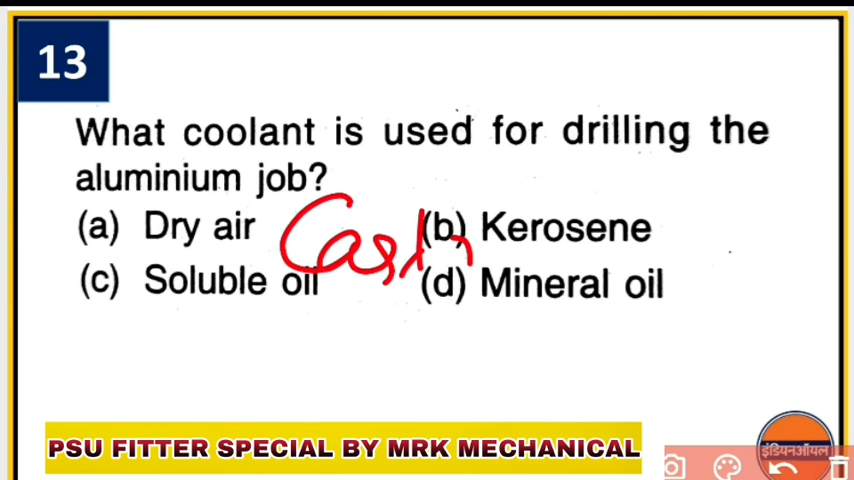 13
What coolant is used for drilling the
aluminium job?
(a) Dry air (b) Kerosene
(c) Soluble oil (d) Mineral oil
PSU FITTER SPECIAL BY MRK MECHANICAL
इंडियनऑयल